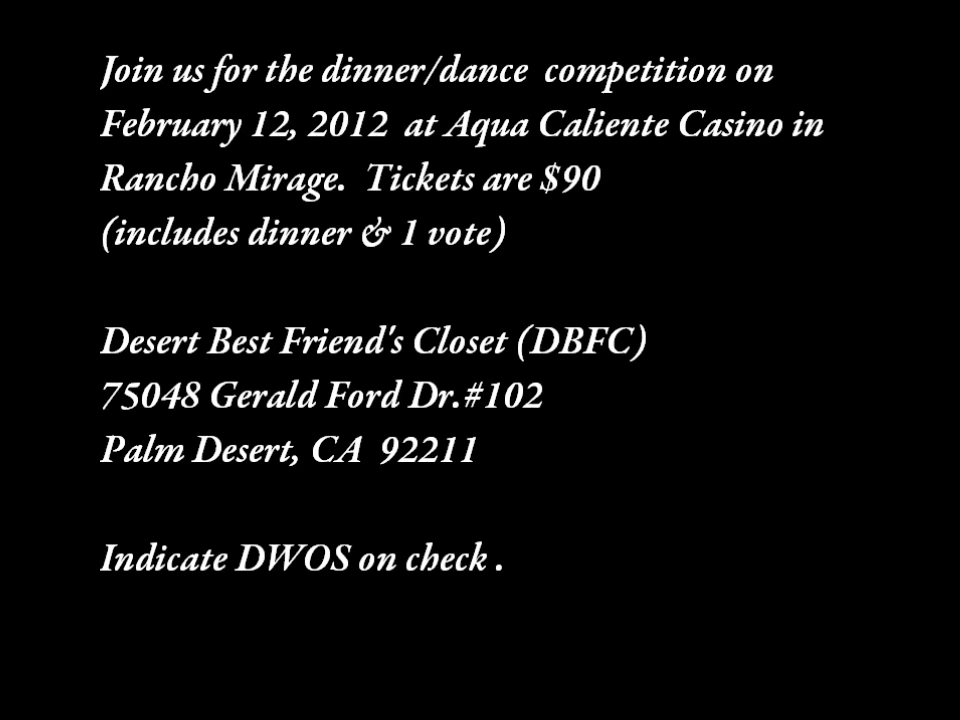 Join us for the dinner/dance  competition on
February 12, 2012  at Aqua Caliente Casino in
Rancho Mirage.  Tickets are $90
(includes dinner & 1 vote)
Desert Best Friend's Closet (DBFC)
75048 Gerald Ford Dr.#102
Palm Desert, CA  92211
Indicate DWOS on check .